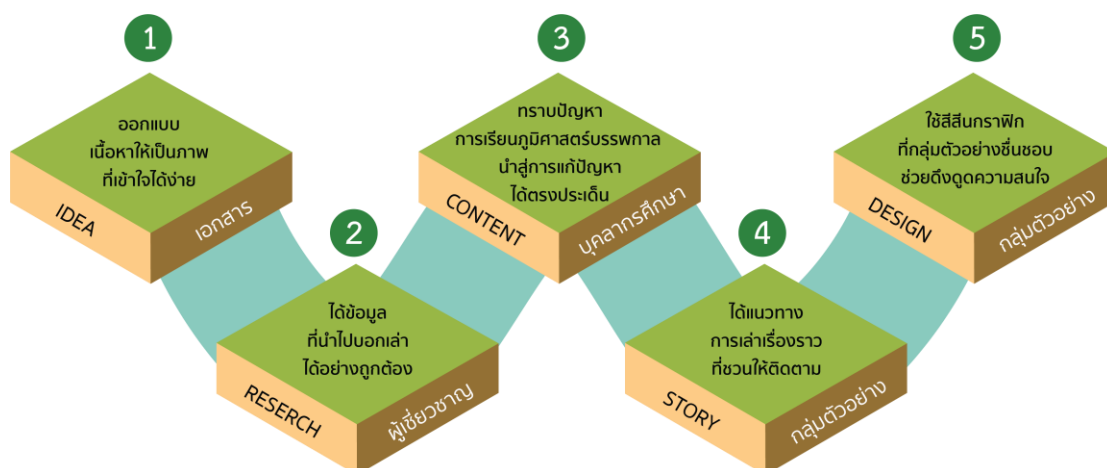 1
ออกแบบ
เนื้อหาให้เป็นภาพ
ที่เข้าใจได้ง่าย
IDEA
เอกสาร
2
ได้ข้อมูล
ที่นำไปบอกเล่า
ได้อย่างถูกต้อง
RESERCH
ผู้เชี่ยวชาญ
3
ทราบปัญหา
การเรียนภูมิศาสตร์บรรพกาล
นำสู่การแก้ปัญหา
ได้ตรงประเด็น
CONTENT
บุคลากรศึกษา
4
ได้แนวทาง
การเล่าเรื่องราว
ที่ชวนให้ติดตาม
STORY
กลุ่มตัวอย่าง
5
ใช้สีสีนกราฟิก
ที่กลุ่มตัวอย่างชื่นชอบ
ช่วยดึงดูดความสนใจ
DESIGN
กลุ่มตัวอย่าง